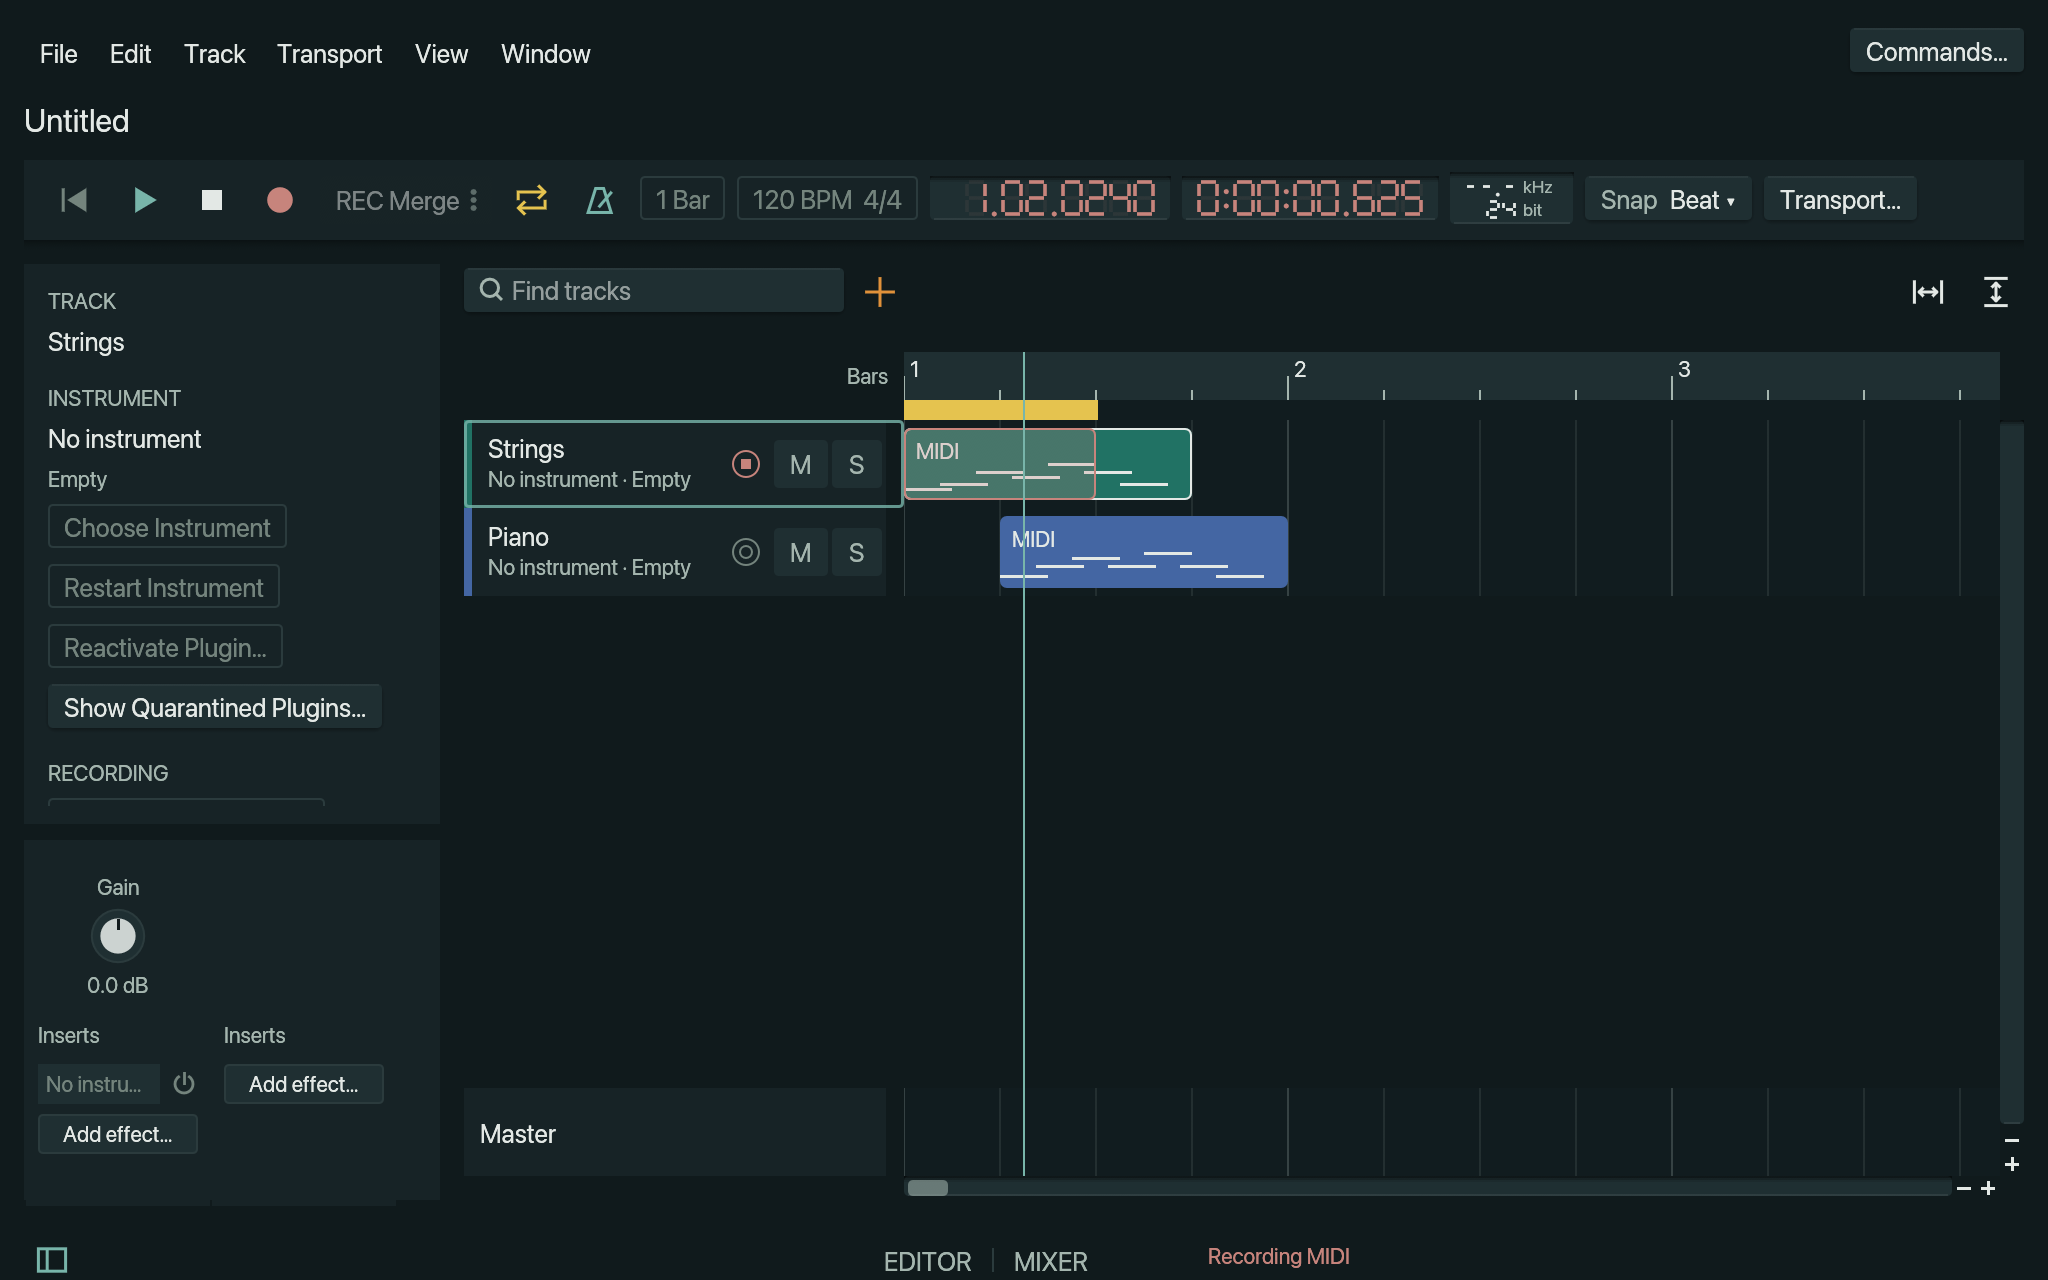 File Edit Track Transport View Window
Commands...
Untitled
REC Merge
1 Bar
120 BPM 4/4
1.02.0240
0:00:00.625
--.- kHz
bit
Snap Beat ▾
Transport...
TRACK
Strings
INSTRUMENT
No instrument
Empty
Choose Instrument
Restart Instrument
Reactivate Plugin...
Show Quarantined Plugins...
RECORDING
Gain
0.0 dB
Inserts
No instru...
Add effect...
Inserts
Add effect...
Find tracks
Bars
1 2 3
Strings
No instrument · Empty
M S
MIDI
Piano
No instrument · Empty
M S
MIDI
Master
EDITOR
MIXER
Recording MIDI